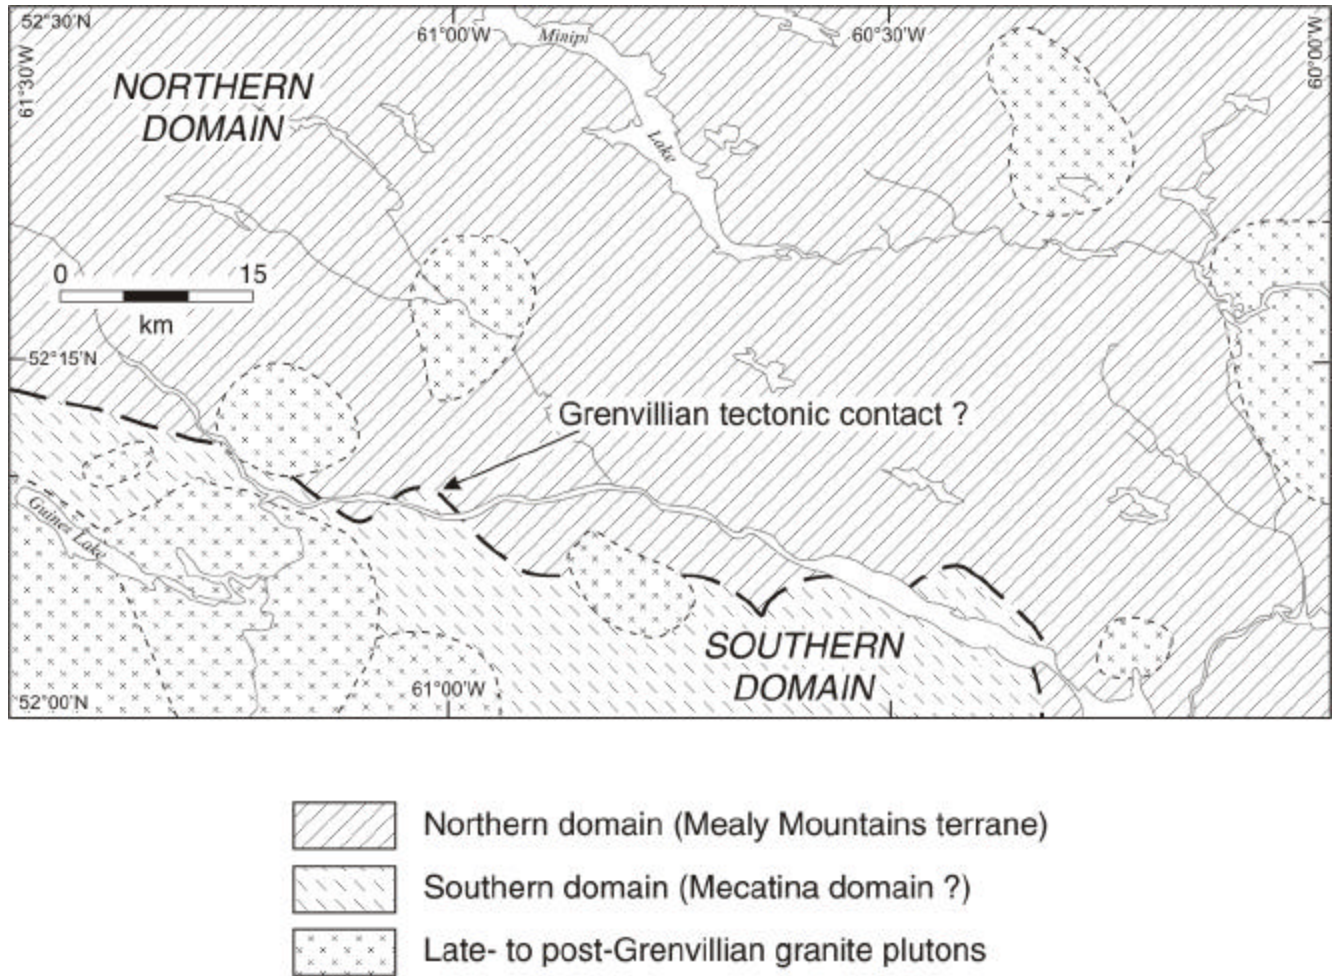 52°30'N
61°00'W
Minipi
60°30'W
60°00'W
61°30'W
NORTHERN
DOMAIN
Lake
0 15
km
52°15'N
Grenvillian tectonic contact ?
Guines Lake
SOUTHERN
DOMAIN
61°00'W
52°00'N
Northern domain (Mealy Mountains terrane)
Southern domain (Mecatina domain ?)
Late- to post-Grenvillian granite plutons